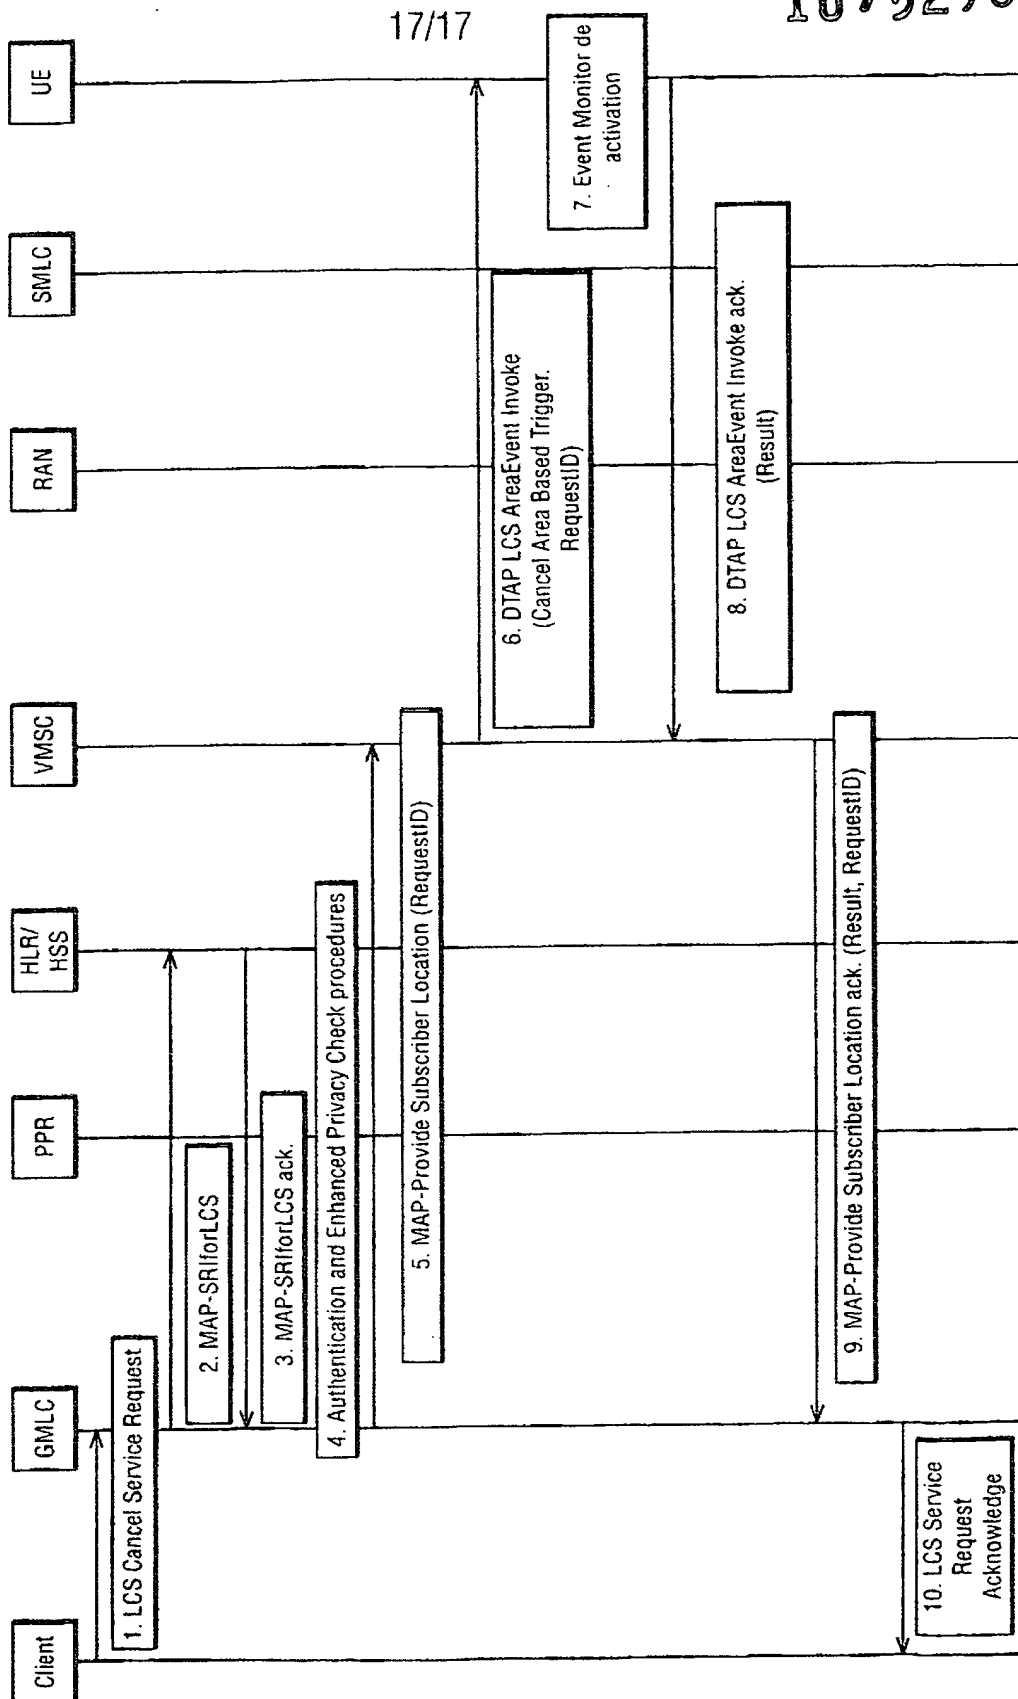 17/17
Client
GMLC
PPR
HLR/
HSS
VMSC
RAN
SMLC
UE
1. LCS Cancel Service Request
2. MAP-SRIforLCS
3. MAP-SRIforLCS ack.
4. Authentication and Enhanced Privacy Check procedures
5. MAP-Provide Subscriber Location (RequestID)
6. DTAP LCS AreaEvent Invoke
(Cancel Area Based Trigger.
RequestID)
7. Event Monitor de
activation
8. DTAP LCS AreaEvent Invoke ack.
(Result)
9. MAP-Provide Subscriber Location ack. (Result, RequestID)
10. LCS Service
Request
Acknowledge